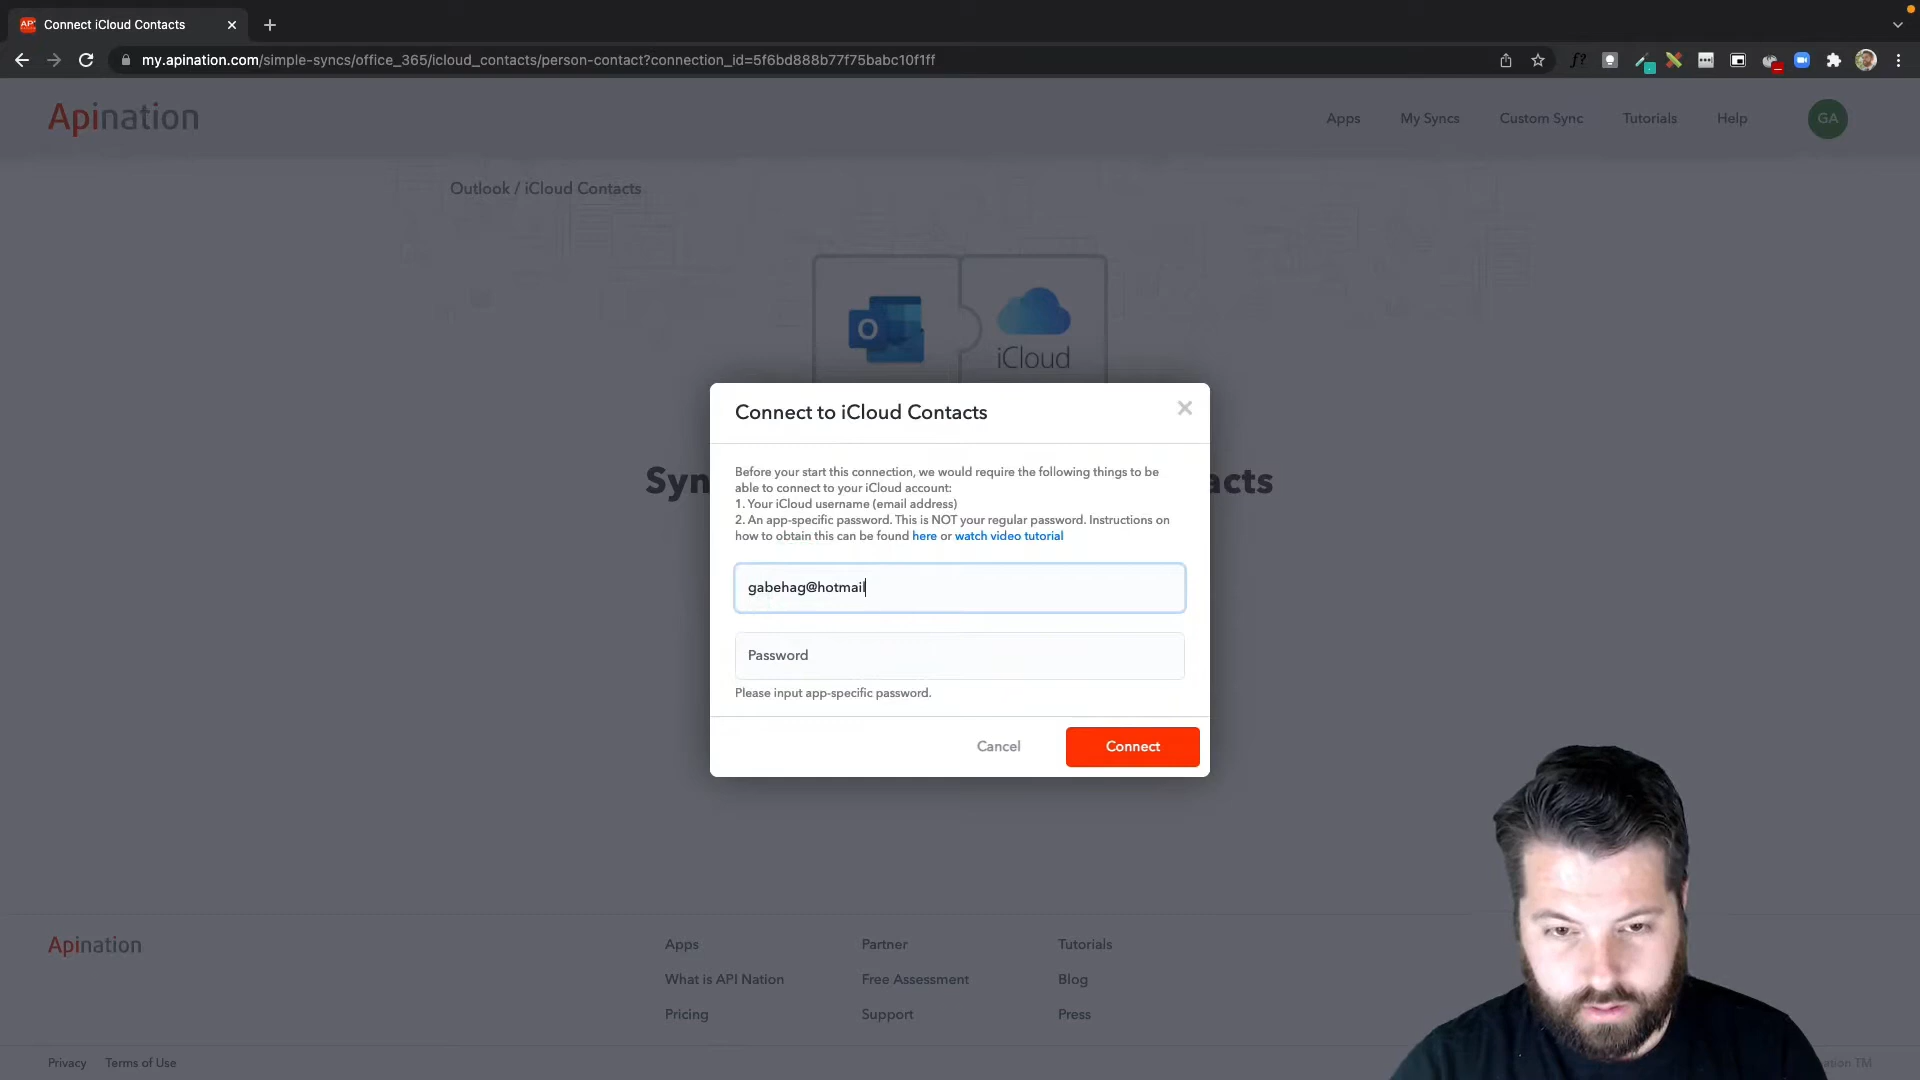 Connect iCloud Contacts
my.apination.com/simple-syncs/office_365/icloud_contacts/person-contact?connection_id=5f6bd888b77f75babc10f1ff
Apination
Apps
My Syncs
Custom Sync
Tutorials
Help
GA
Outlook / iCloud Contacts
iCloud
Connect to iCloud Contacts
Before your start this connection, we would require the following things to be
able to connect to your iCloud account:
1. Your iCloud username (email address)
2. An app-specific password. This is NOT your regular password. Instructions on
how to obtain this can be found here or watch video tutorial
gabehag@hotmail
Password
Please input app-specific password.
Cancel
Connect
Apination
Apps
Partner
Tutorials
What is API Nation
Free Assessment
Blog
Pricing
Support
Press
Privacy
Terms of Use